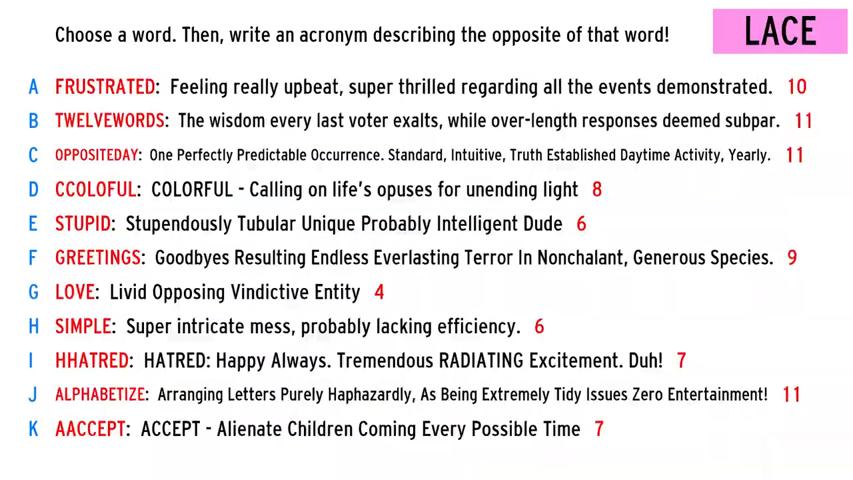 Choose a word. Then, write an acronym describing the opposite of that word!
LACE
A FRUSTRATED: Feeling really upbeat, super thrilled regarding all the events demonstrated. 10
B TWELVEWORDS: The wisdom every last voter exalts, while over-length responses deemed subpar. 11
C OPPOSITEDAY: One Perfectly Predictable Occurrence. Standard, Intuitive, Truth Established Daytime Activity, Yearly. 11
D CCOLOFUL: COLORFUL - Calling on life's opuses for unending light 8
E STUPID: Stupendously Tubular Unique Probably Intelligent Dude 6
F GREETINGS: Goodbyes Resulting Endless Everlasting Terror In Nonchalant, Generous Species. 9
G LOVE: Livid Opposing Vindictive Entity 4
H SIMPLE: Super intricate mess, probably lacking efficiency. 6
I HHATRED: HATRED: Happy Always. Tremendous RADIATING Excitement. Duh! 7
J ALPHABETIZE: Arranging Letters Purely Haphazardly, As Being Extremely Tidy Issues Zero Entertainment! 11
K AACCEPT: ACCEPT - Alienate Children Coming Every Possible Time 7